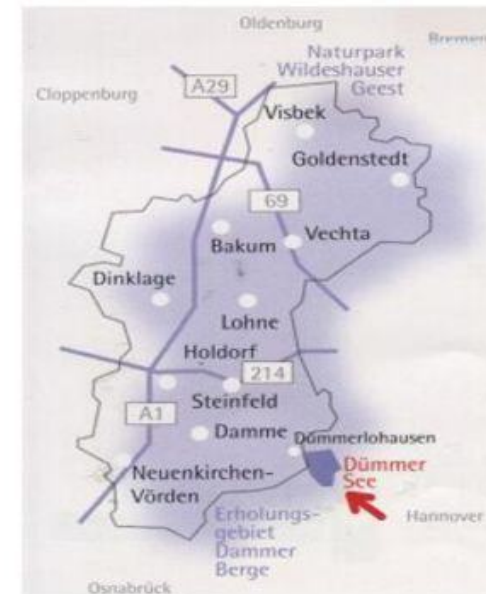 Oldenburg
Bremen
Naturpark
Wildeshauser
Geest
A29
Cloppenburg
Visbek
Goldenstedt
69
Bakum
Vechta
Dinklage
Lohne
Holdorf
214
Steinfeld
A1
Damme
Dümmerlohausen
Neuenkirchen-
Vörden
Dümmer
See
Erholungs-
gebiet
Dammer
Berge
Hannover
Osnabrück